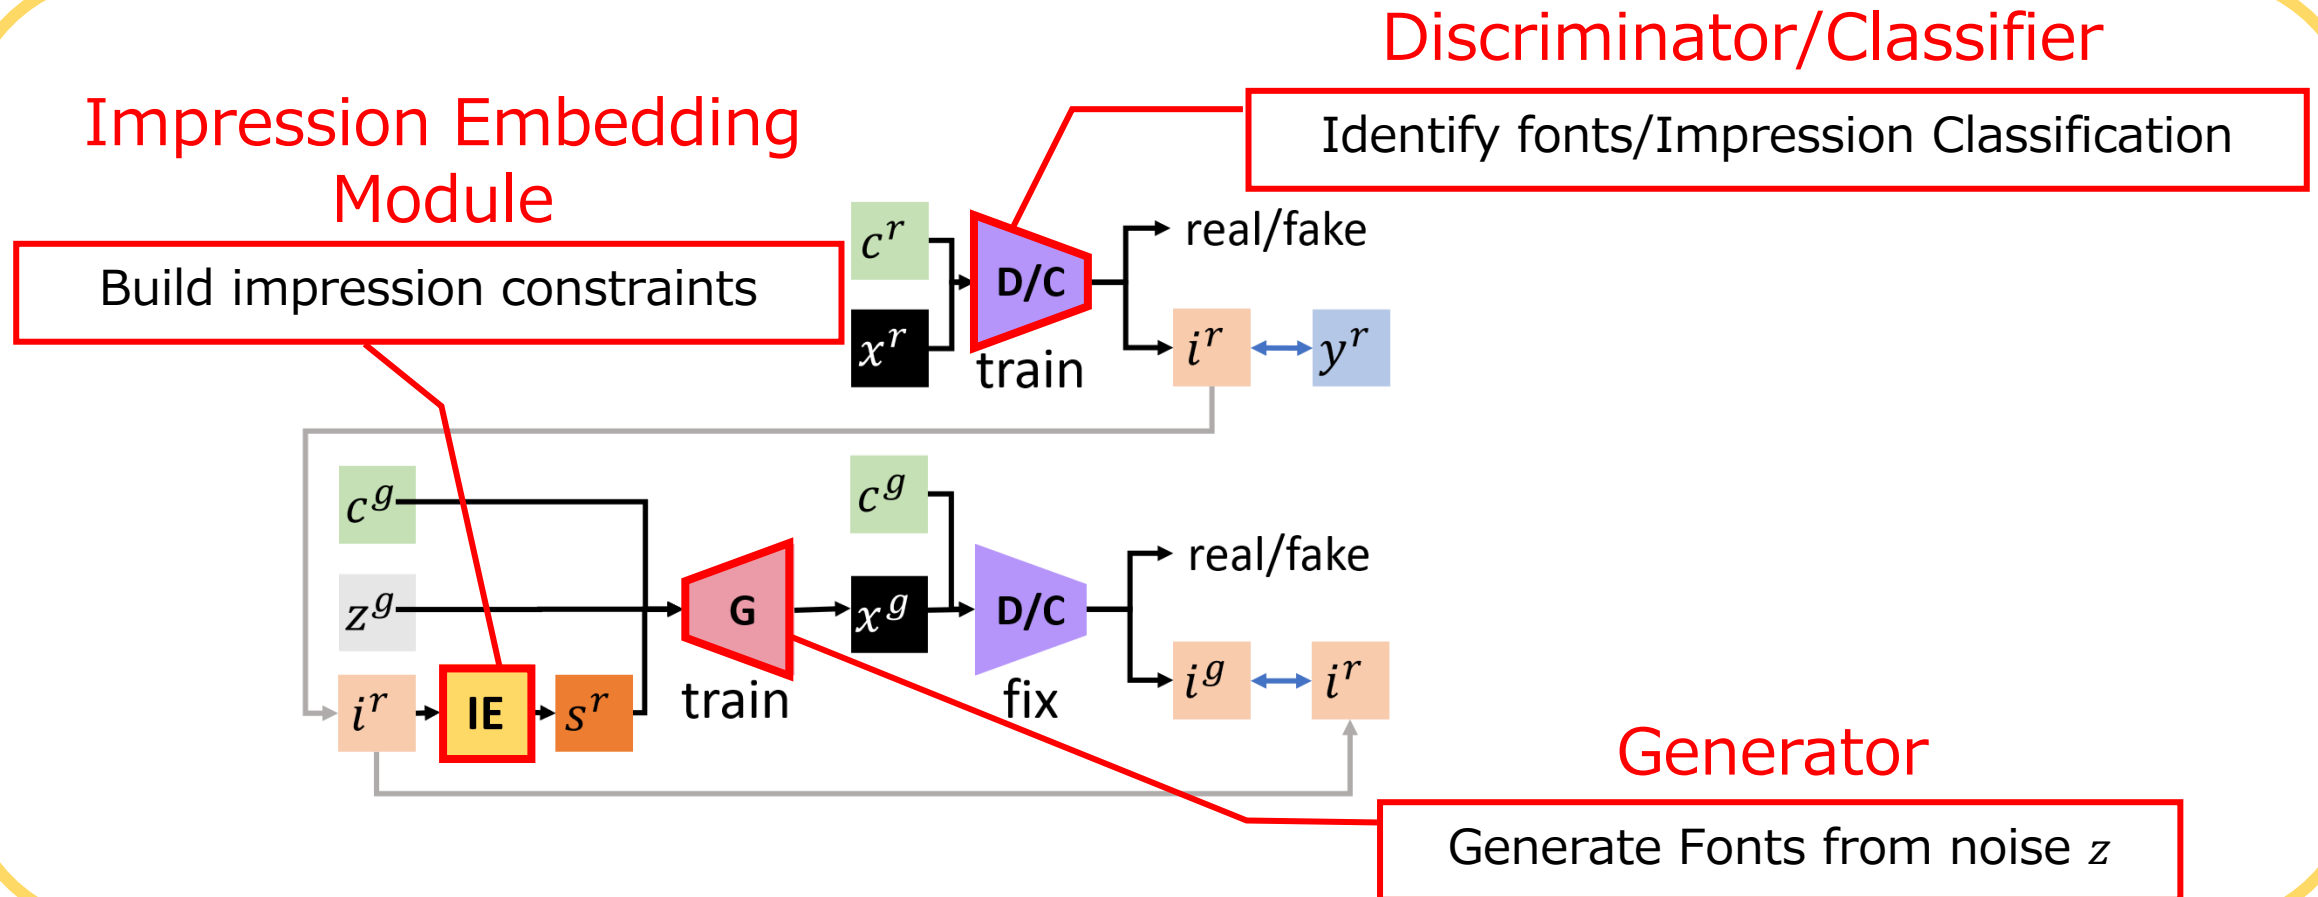 Discriminator/Classifier
Identify fonts/Impression Classification
Impression Embedding
Module
Build impression constraints
c^r
x^r
D/C
train
real/fake
i^r
y^r
c^g
z^g
i^r
IE
s^r
G
train
c^g
x^g
D/C
fix
real/fake
i^g
i^r
Generator
Generate Fonts from noise z